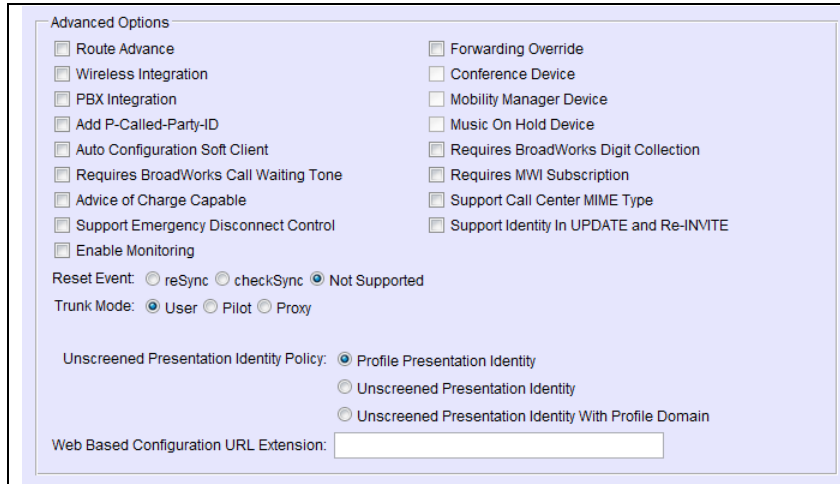 Advanced Options
Route Advance
Forwarding Override
Wireless Integration
Conference Device
PBX Integration
Mobility Manager Device
Add P-Called-Party-ID
Music On Hold Device
Auto Configuration Soft Client
Requires BroadWorks Digit Collection
Requires BroadWorks Call Waiting Tone
Requires MWI Subscription
Advice of Charge Capable
Support Call Center MIME Type
Support Emergency Disconnect Control
Support Identity In UPDATE and Re-INVITE
Enable Monitoring
Reset Event: reSync checkSync Not Supported
Trunk Mode: User Pilot Proxy
Unscreened Presentation Identity Policy: Profile Presentation Identity
Unscreened Presentation Identity
Unscreened Presentation Identity With Profile Domain
Web Based Configuration URL Extension: